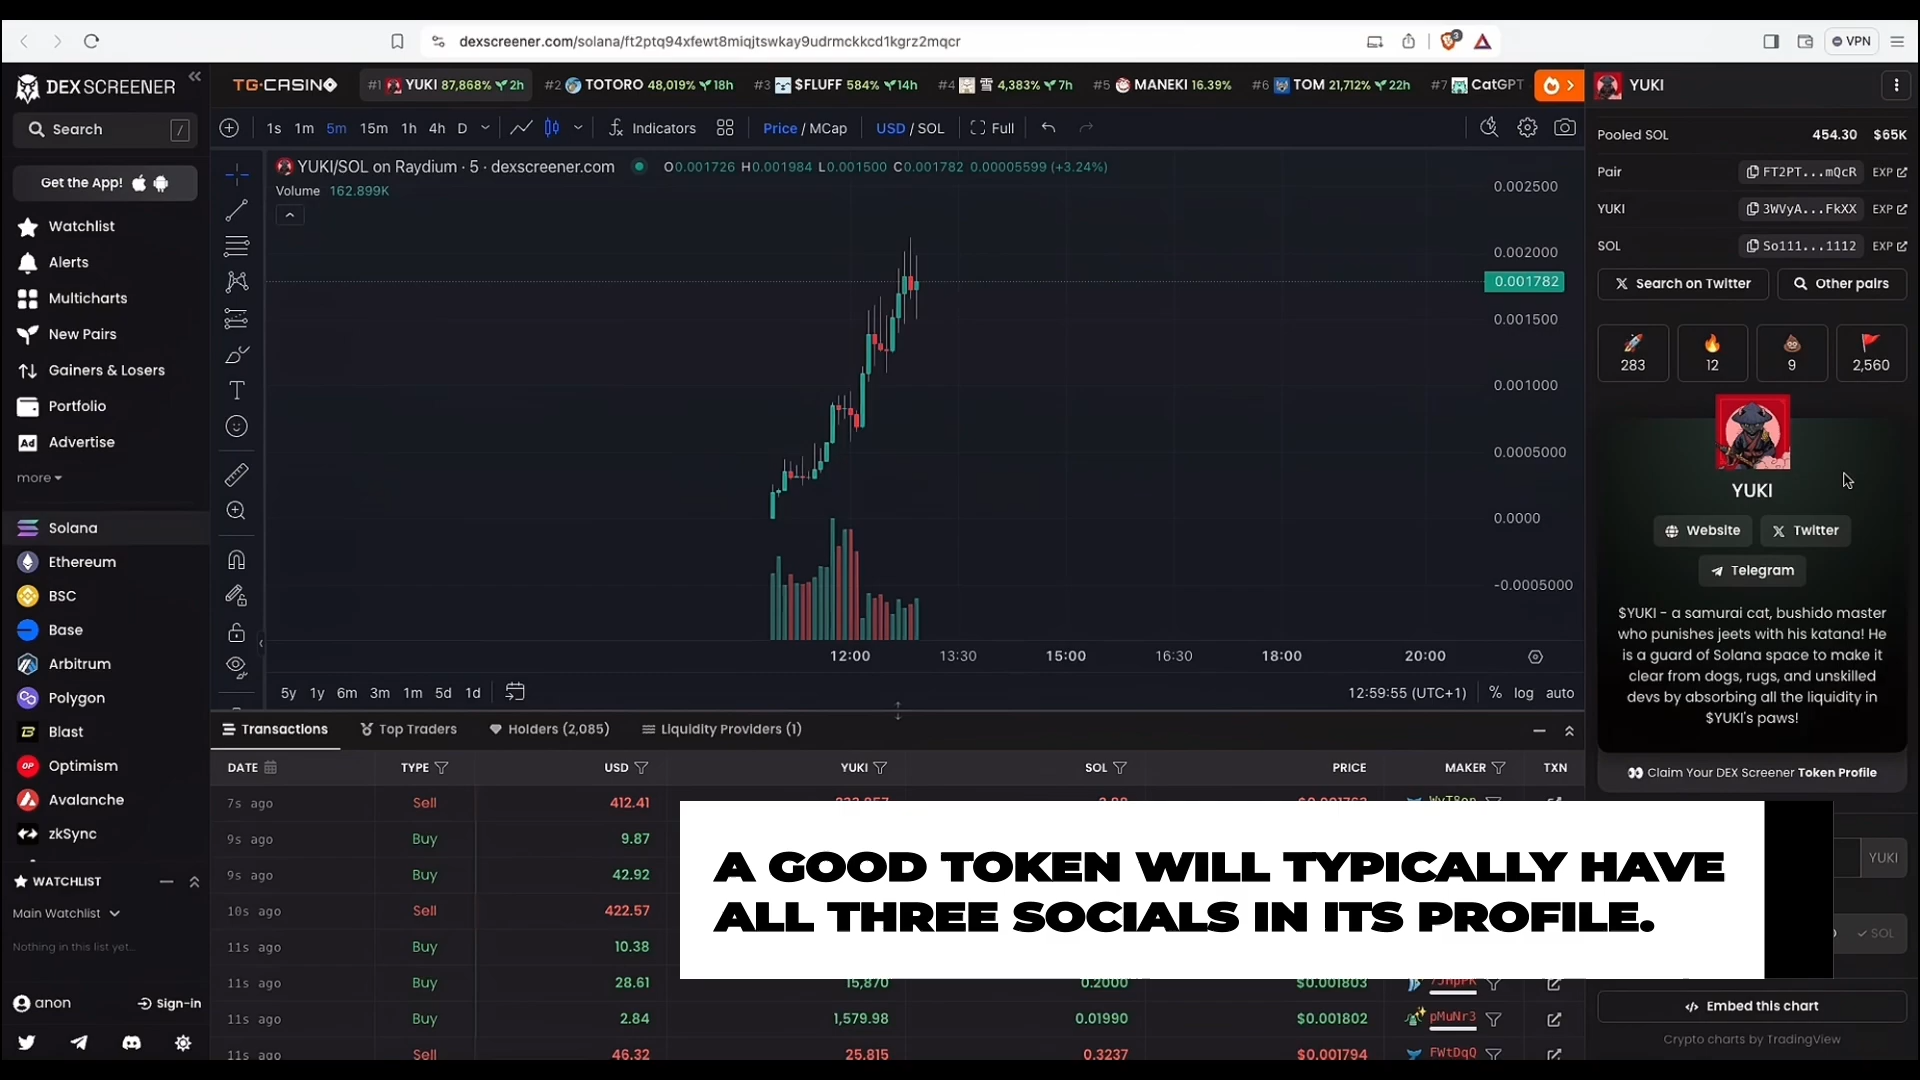 dexscreener.com/solana/ft2ptq94xfewt8miqjtswkay9udrmckkcd1kgrz2mqcr
VPN
DEX SCREENER
Search /
Get the App!
Watchlist
Alerts
Multicharts
New Pairs
Gainers & Losers
Portfolio
Ad Advertise
more
Solana
Ethereum
BSC
Base
Arbitrum
Polygon
Blast
OP Optimism
Avalanche
zkSync
WATCHLIST
Main Watchlist
Nothing in this list yet...
anon Sign-in
TG.CASINO #1 YUKI 87,868% 2h #2 TOTORO 48,019% 18h #3 $FLUFF 584% 14h #4 雪 4,383% 7h #5 MANEKI 16.39% #6 TOM 21,712% 22h #7 CatGPT
1s 1m 5m 15m 1h 4h D Indicators Price / MCap USD / SOL Full
YUKI/SOL on Raydium · 5 · dexscreener.com O0.001726 H0.001984 L0.001500 C0.001782 0.00005599 (+3.24%)
Volume 162.899K
0.002500
0.002000
0.001782
0.001500
0.001000
0.0005000
0.0000
-0.0005000
12:00 13:30 15:00 16:30 18:00 20:00
5y 1y 6m 3m 1m 5d 1d 12:59:55 (UTC+1) % log auto
Transactions Top Traders Holders (2,085) Liquidity Providers (1)
DATE TYPE USD YUKI SOL PRICE MAKER TXN
7s ago Sell 412.41
9s ago Buy 9.87
9s ago Buy 42.92
10s ago Sell 422.57
11s ago Buy 10.38
11s ago Buy 28.61 15,870 0.2000 $0.001803
11s ago Buy 2.84 1,579.98 0.01990 $0.001802 pMuNr3
11s ago Sell 46.32 25.815 0.3237 $0.001794 FWtDqQ
A GOOD TOKEN WILL TYPICALLY HAVE
ALL THREE SOCIALS IN ITS PROFILE.
YUKI
Pooled SOL 454.30 $65K
Pair FT2PT...mQcR EXP
YUKI 3WVyA...FkXX EXP
SOL So111...1112 EXP
Search on Twitter Other pairs
283 12 9 2,560
YUKI
Website Twitter
Telegram
$YUKI - a samurai cat, bushido master
who punishes jeets with his katana! He
is a guard of Solana space to make it
clear from dogs, rugs, and unskilled
devs by absorbing all the liquidity in
$YUKI's paws!
Claim Your DEX Screener Token Profile
YUKI
SOL
Embed this chart
Crypto charts by TradingView